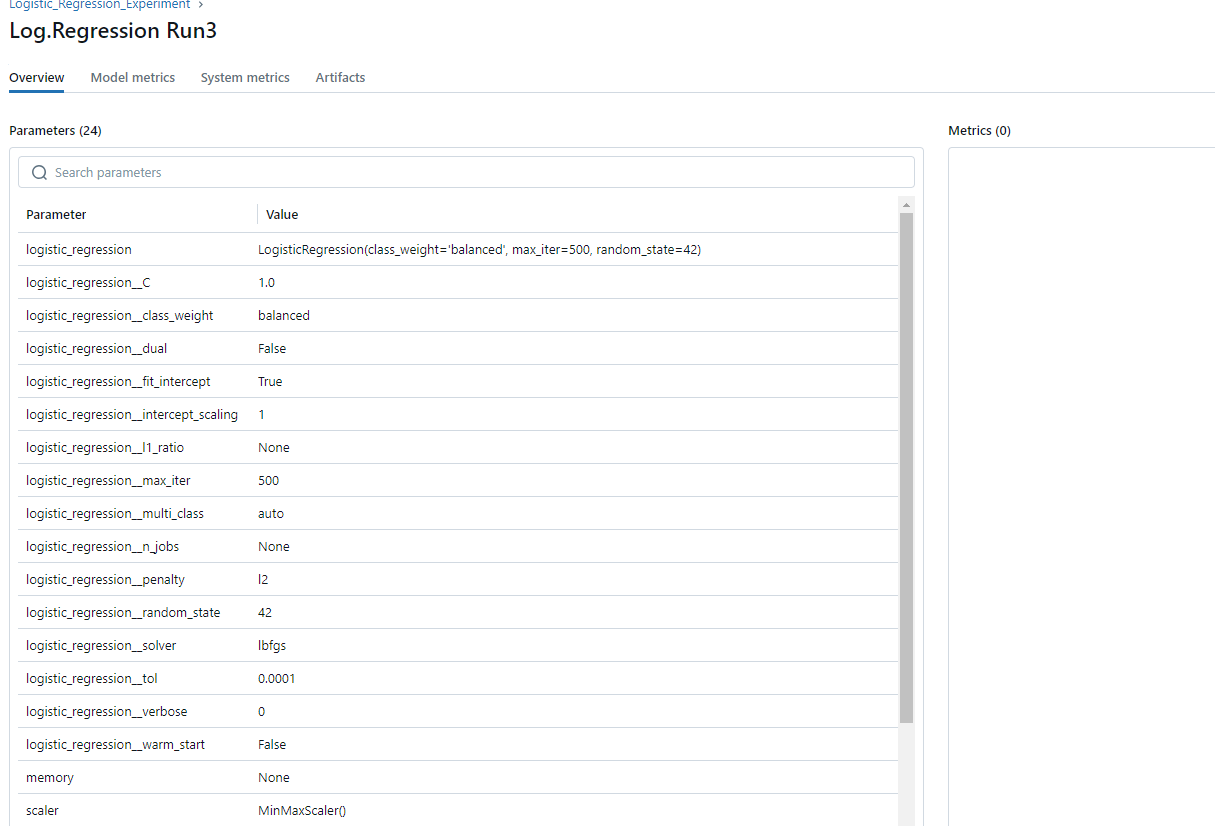 Logistic_Regression_Experiment ›
Log.Regression Run3
Overview Model metrics System metrics Artifacts
Parameters (24)
Search parameters
Parameter Value
logistic_regression LogisticRegression(class_weight='balanced', max_iter=500, random_state=42)
logistic_regression__C 1.0
logistic_regression__class_weight balanced
logistic_regression__dual False
logistic_regression__fit_intercept True
logistic_regression__intercept_scaling 1
logistic_regression__l1_ratio None
logistic_regression__max_iter 500
logistic_regression__multi_class auto
logistic_regression__n_jobs None
logistic_regression__penalty l2
logistic_regression__random_state 42
logistic_regression__solver lbfgs
logistic_regression__tol 0.0001
logistic_regression__verbose 0
logistic_regression__warm_start False
memory None
scaler MinMaxScaler()
Metrics (0)